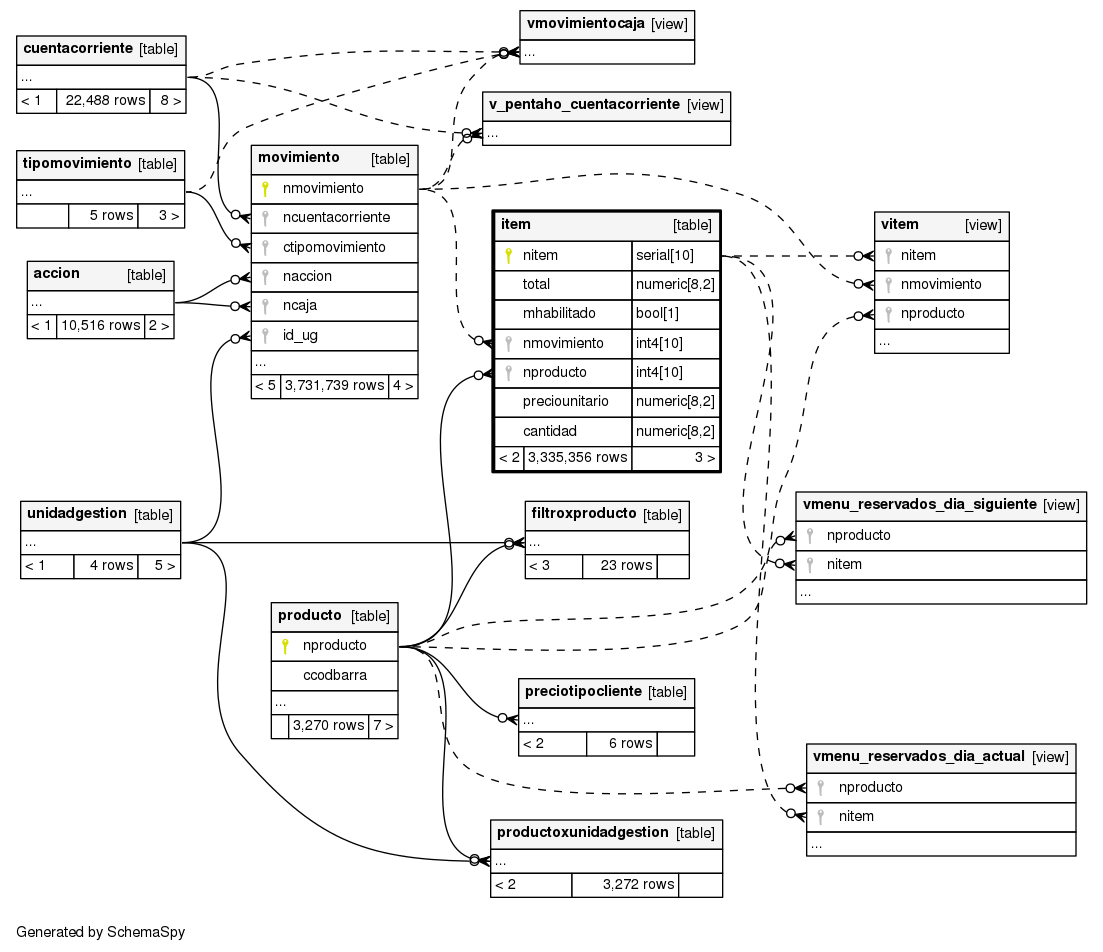 vmovimientocaja [view]
...
cuentacorriente [table]
...
< 1 22,488 rows 8 >
v_pentaho_cuentacorriente [view]
...
tipomovimiento [table]
...
5 rows 3 >
movimiento [table]
nmovimiento
ncuentacorriente
ctipomovimiento
naccion
ncaja
id_ug
...
< 5 3,731,739 rows 4 >
accion [table]
...
< 1 10,516 rows 2 >
item [table]
nitem serial[10]
total numeric[8,2]
mhabilitado bool[1]
nmovimiento int4[10]
nproducto int4[10]
preciounitario numeric[8,2]
cantidad numeric[8,2]
< 2 3,335,356 rows 3 >
vitem [view]
nitem
nmovimiento
nproducto
...
unidadgestion [table]
...
< 1 4 rows 5 >
filtroxproducto [table]
...
< 3 23 rows
vmenu_reservados_dia_siguiente [view]
nproducto
nitem
...
producto [table]
nproducto
ccodbarra
...
3,270 rows 7 >
preciotipocliente [table]
...
< 2 6 rows
vmenu_reservados_dia_actual [view]
nproducto
nitem
...
productoxunidadgestion [table]
...
< 2 3,272 rows
Generated by SchemaSpy